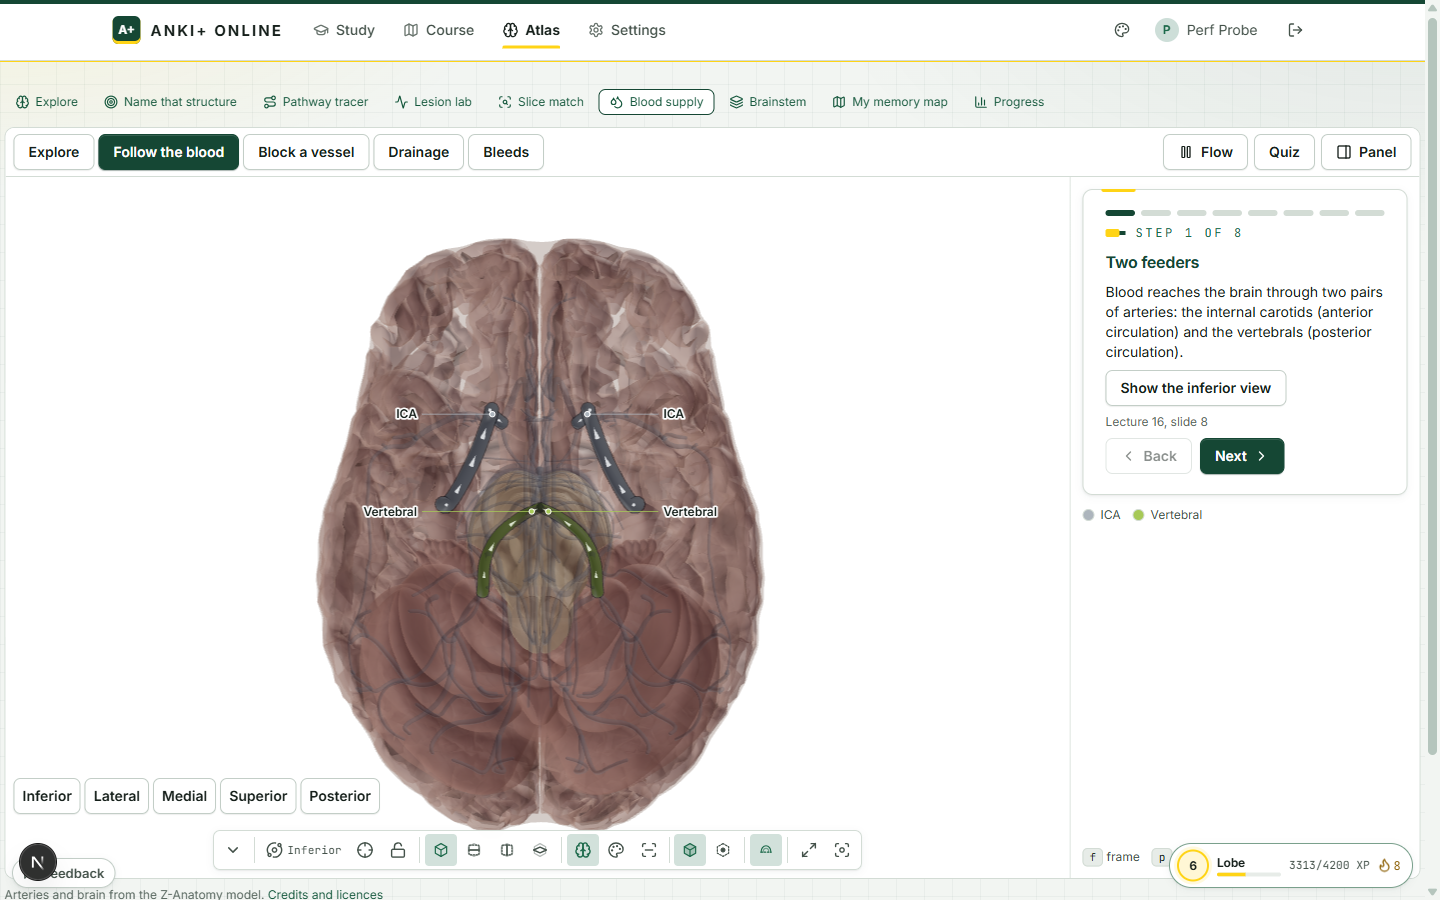 A+ ANKI+ ONLINE Study Course Atlas Settings P Perf Probe
Explore Name that structure Pathway tracer Lesion lab Slice match Blood supply Brainstem My memory map Progress
Explore Follow the blood Block a vessel Drainage Bleeds Flow Quiz Panel
STEP 1 OF 8
Two feeders
Blood reaches the brain through two pairs
of arteries: the internal carotids (anterior
circulation) and the vertebrals (posterior
circulation).
Show the inferior view
Lecture 16, slide 8
Back Next
ICA Vertebral
ICA ICA
Vertebral Vertebral
Inferior Lateral Medial Superior Posterior
Inferior
f frame p
6 Lobe 3313/4200 XP 8
N
eedback
Arteries and brain from the Z-Anatomy model. Credits and licences